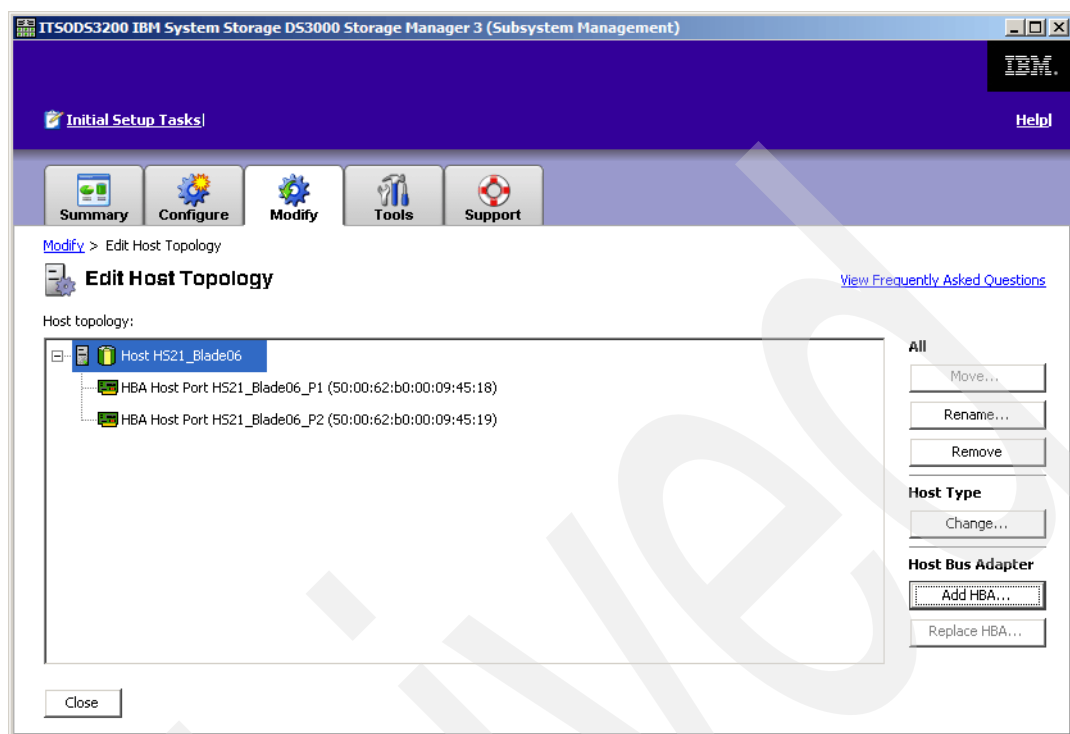 ITSODS3200 IBM System Storage DS3000 Storage Manager 3 (Subsystem Management)
IBM.
Initial Setup Tasks
Help
Summary
Configure
Modify
Tools
Support
Modify > Edit Host Topology
Edit Host Topology
View Frequently Asked Questions
Host topology:
Host HS21_Blade06
HBA Host Port HS21_Blade06_P1 (50:00:62:b0:00:09:45:18)
HBA Host Port HS21_Blade06_P2 (50:00:62:b0:00:09:45:19)
All
Move...
Rename...
Remove
Host Type
Change...
Host Bus Adapter
Add HBA...
Replace HBA...
Close